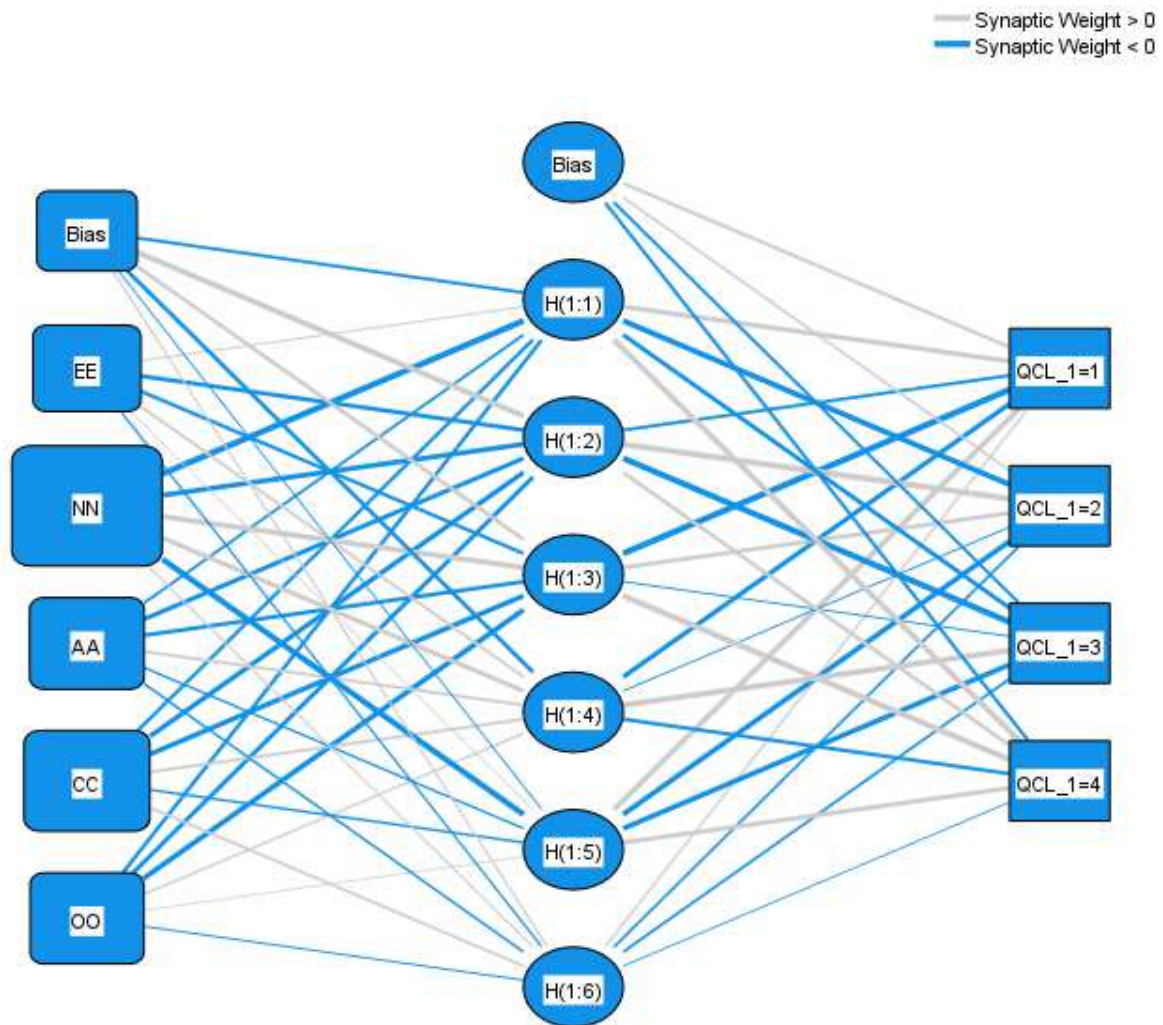 Synaptic Weight > 0
Synaptic Weight < 0
Bias
Bias
EE
NN
AA
CC
OO
H(1:1)
H(1:2)
H(1:3)
H(1:4)
H(1:5)
H(1:6)
QCL_1=1
QCL_1=2
QCL_1=3
QCL_1=4